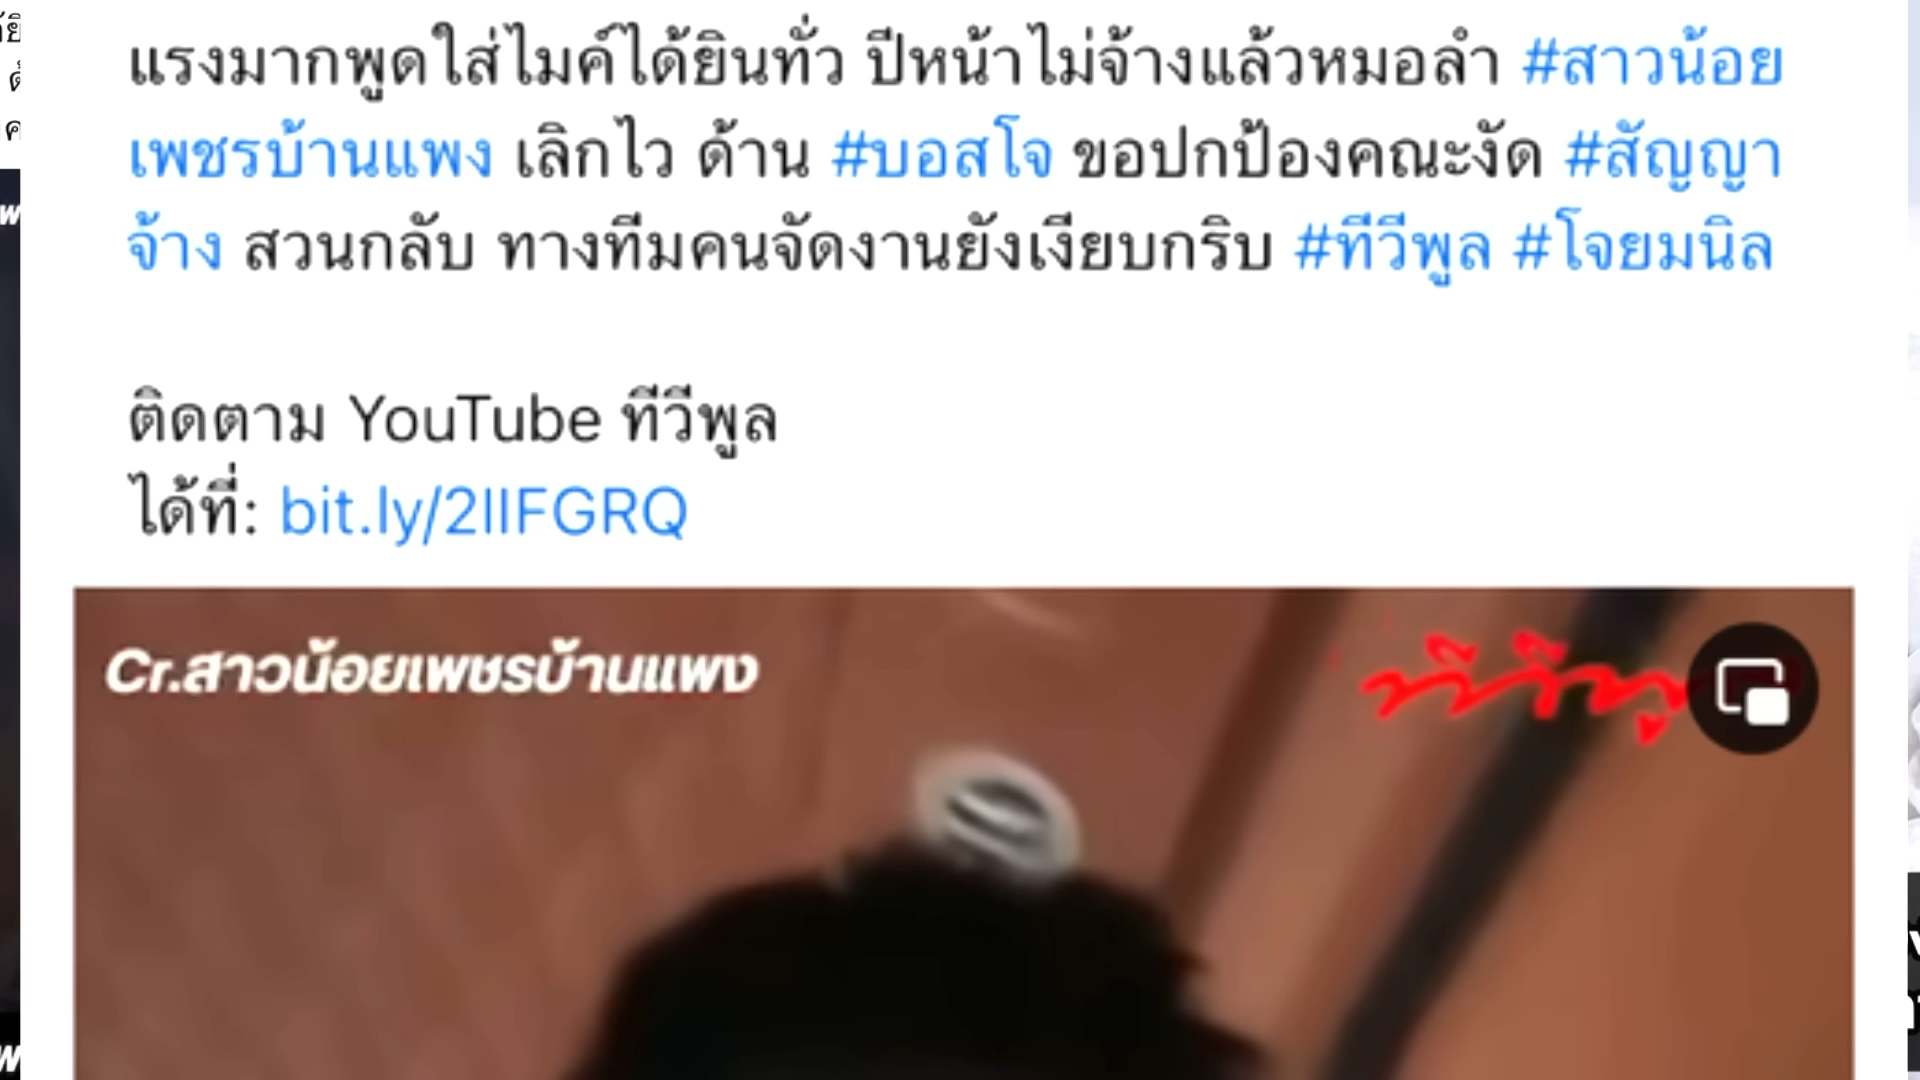 แรงมากพูดใส่ไมค์ได้ยินทั่ว ปีหน้าไม่จ้างแล้วหมอลำ #สาวน้อย
เพชรบ้านแพง เลิกไว ด้าน #บอสโจ ขอปกป้องคณะงัด #สัญญา
จ้าง สวนกลับ ทางทีมคนจัดงานยังเงียบกริบ #ทีวีพูล #โจยมนิล
ติดตาม YouTube ทีวีพูล
ได้ที่: bit.ly/2IIFGRQ
Cr.สาวน้อยเพชรบ้านแพง